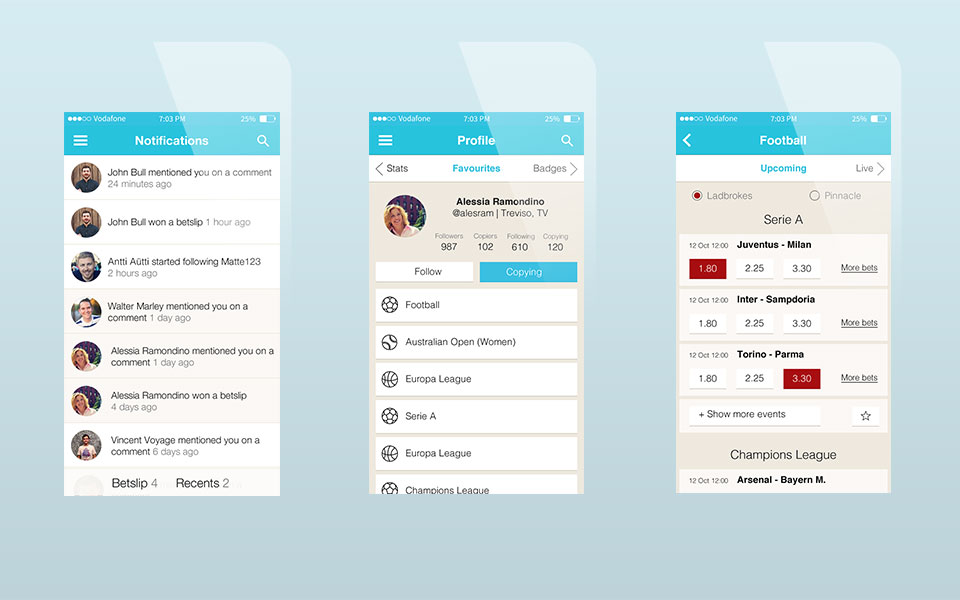 Vodafone 7:03 PM 25%
Notifications
John Bull mentioned you on a comment
24 minutes ago
John Bull won a betslip 1 hour ago
Antti Aütti started following Matte123
2 hours ago
Walter Marley mentioned you on a
comment 1 day ago
Alessia Ramondino mentioned you on a
comment 1 day ago
Alessia Ramondino won a betslip
4 days ago
Vincent Voyage mentioned you on a
comment 6 days ago
Betslip 4 Recents 2
Vodafone 7:03 PM 25%
Profile
Stats Favourites Badges
Alessia Ramondino
@alesram | Treviso, TV
Followers Copiers Following Copying
987 102 610 120
Follow Copying
Football
Australian Open (Women)
Europa League
Serie A
Europa League
Champions League
Vodafone 7:03 PM 25%
Football
Upcoming Live
Ladbrokes Pinnacle
Serie A
12 Oct 12:00 Juventus - Milan
1.80 2.25 3.30 More bets
12 Oct 12:00 Inter - Sampdoria
1.80 2.25 3.30 More bets
12 Oct 12:00 Torino - Parma
1.80 2.25 3.30 More bets
+ Show more events
Champions League
12 Oct 12:00 Arsenal - Bayern M.